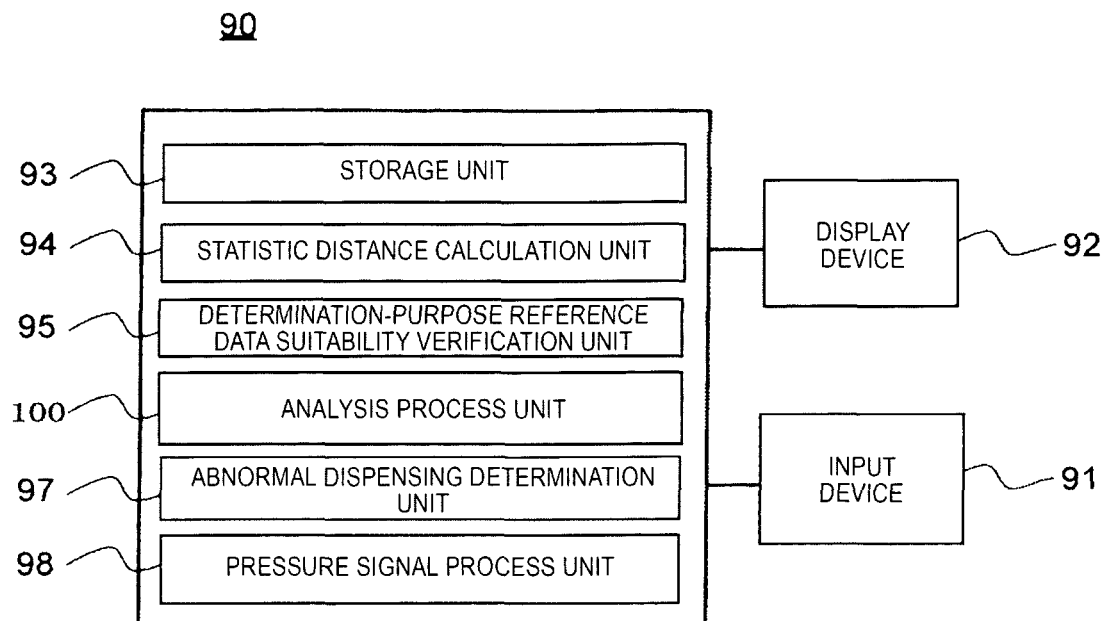 90
93
STORAGE UNIT
94
STATISTIC DISTANCE CALCULATION UNIT
95
DETERMINATION-PURPOSE REFERENCE
DATA SUITABILITY VERIFICATION UNIT
100
ANALYSIS PROCESS UNIT
97
ABNORMAL DISPENSING DETERMINATION
UNIT
98
PRESSURE SIGNAL PROCESS UNIT
DISPLAY
DEVICE
92
INPUT
DEVICE
91